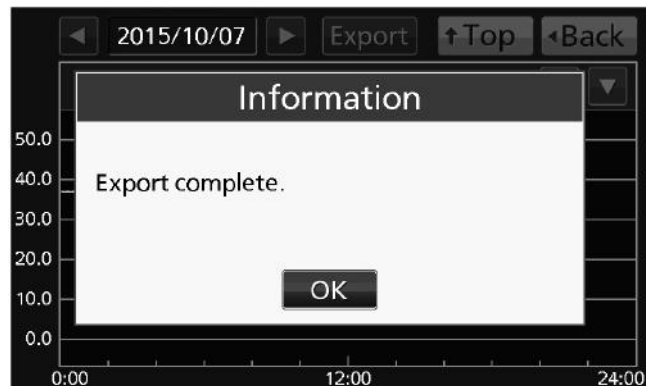 ◀ 2015/10/07 ▶ Export ↑Top ◂Back
▼
Information
Export complete.
OK
50.0
40.0
30.0
20.0
10.0
0.0
0:00 12:00 24:00